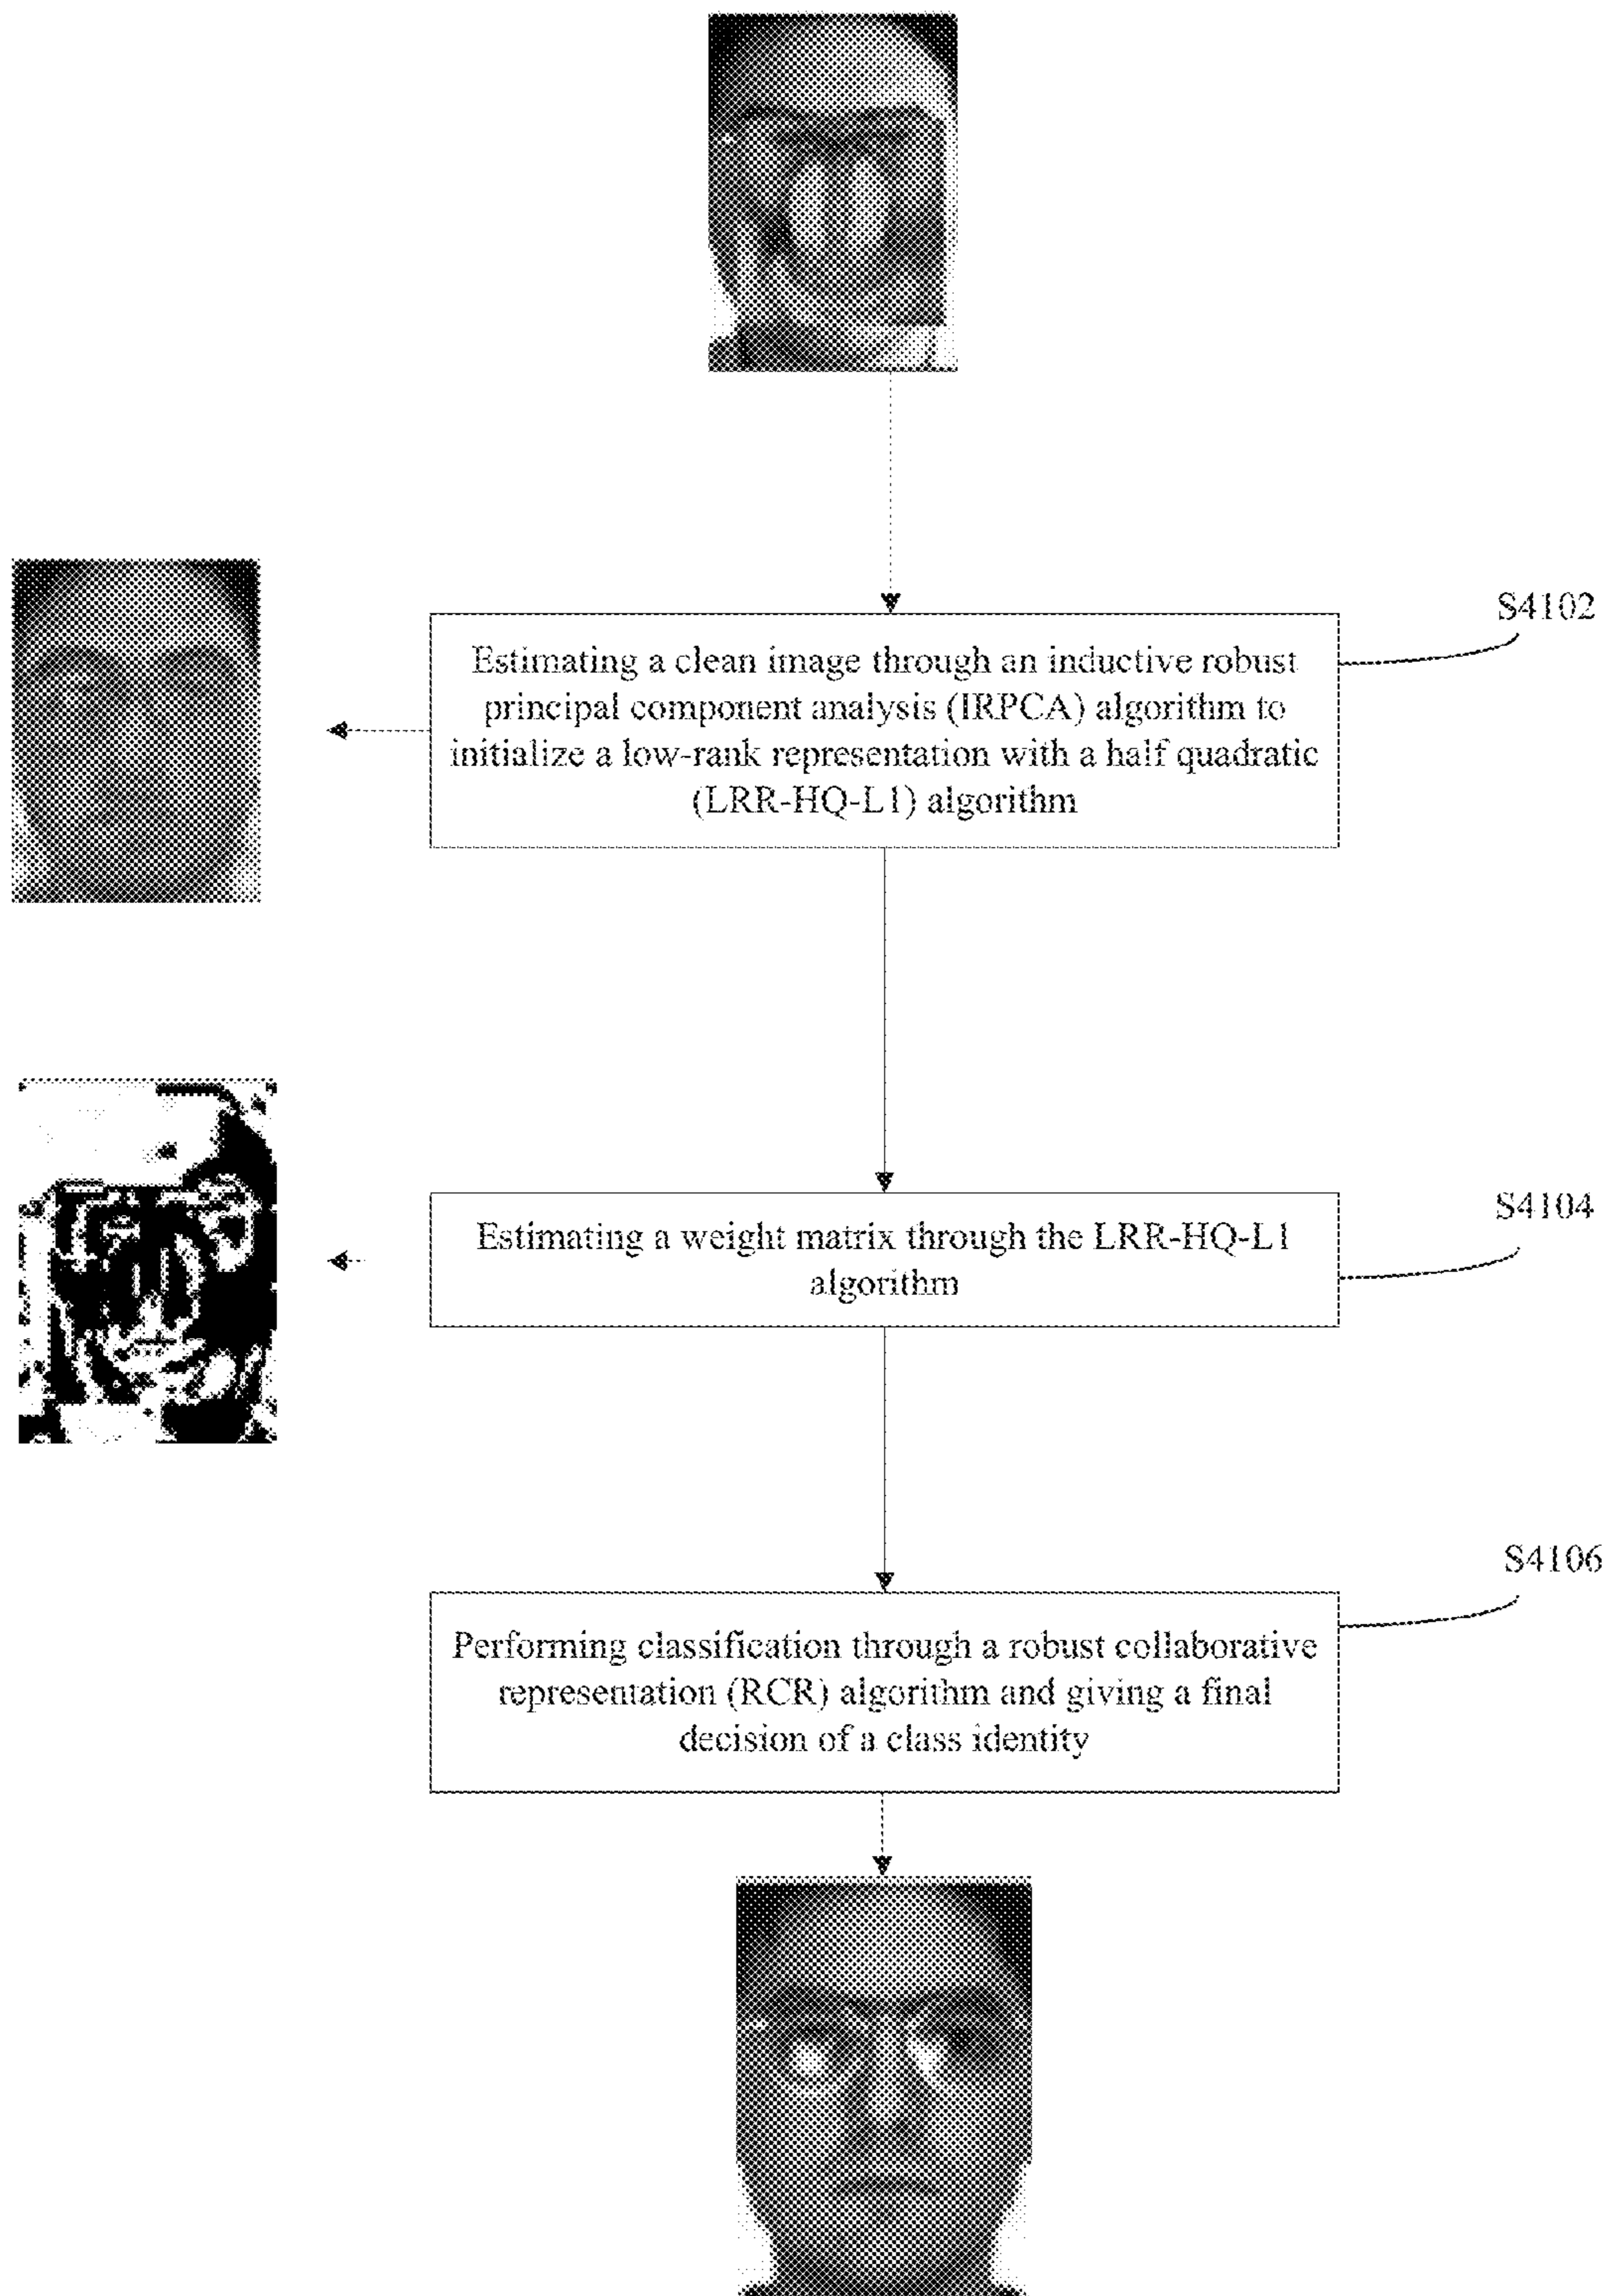 S4102
Estimating a clean image through an inductive robust
principal component analysis (IRPCA) algorithm to
initialize a low-rank representation with a half quadratic
(LRR-HQ-L1) algorithm
S4104
Estimating a weight matrix through the LRR-HQ-L1
algorithm
S4106
Performing classification through a robust collaborative
representation (RCR) algorithm and giving a final
decision of a class identity